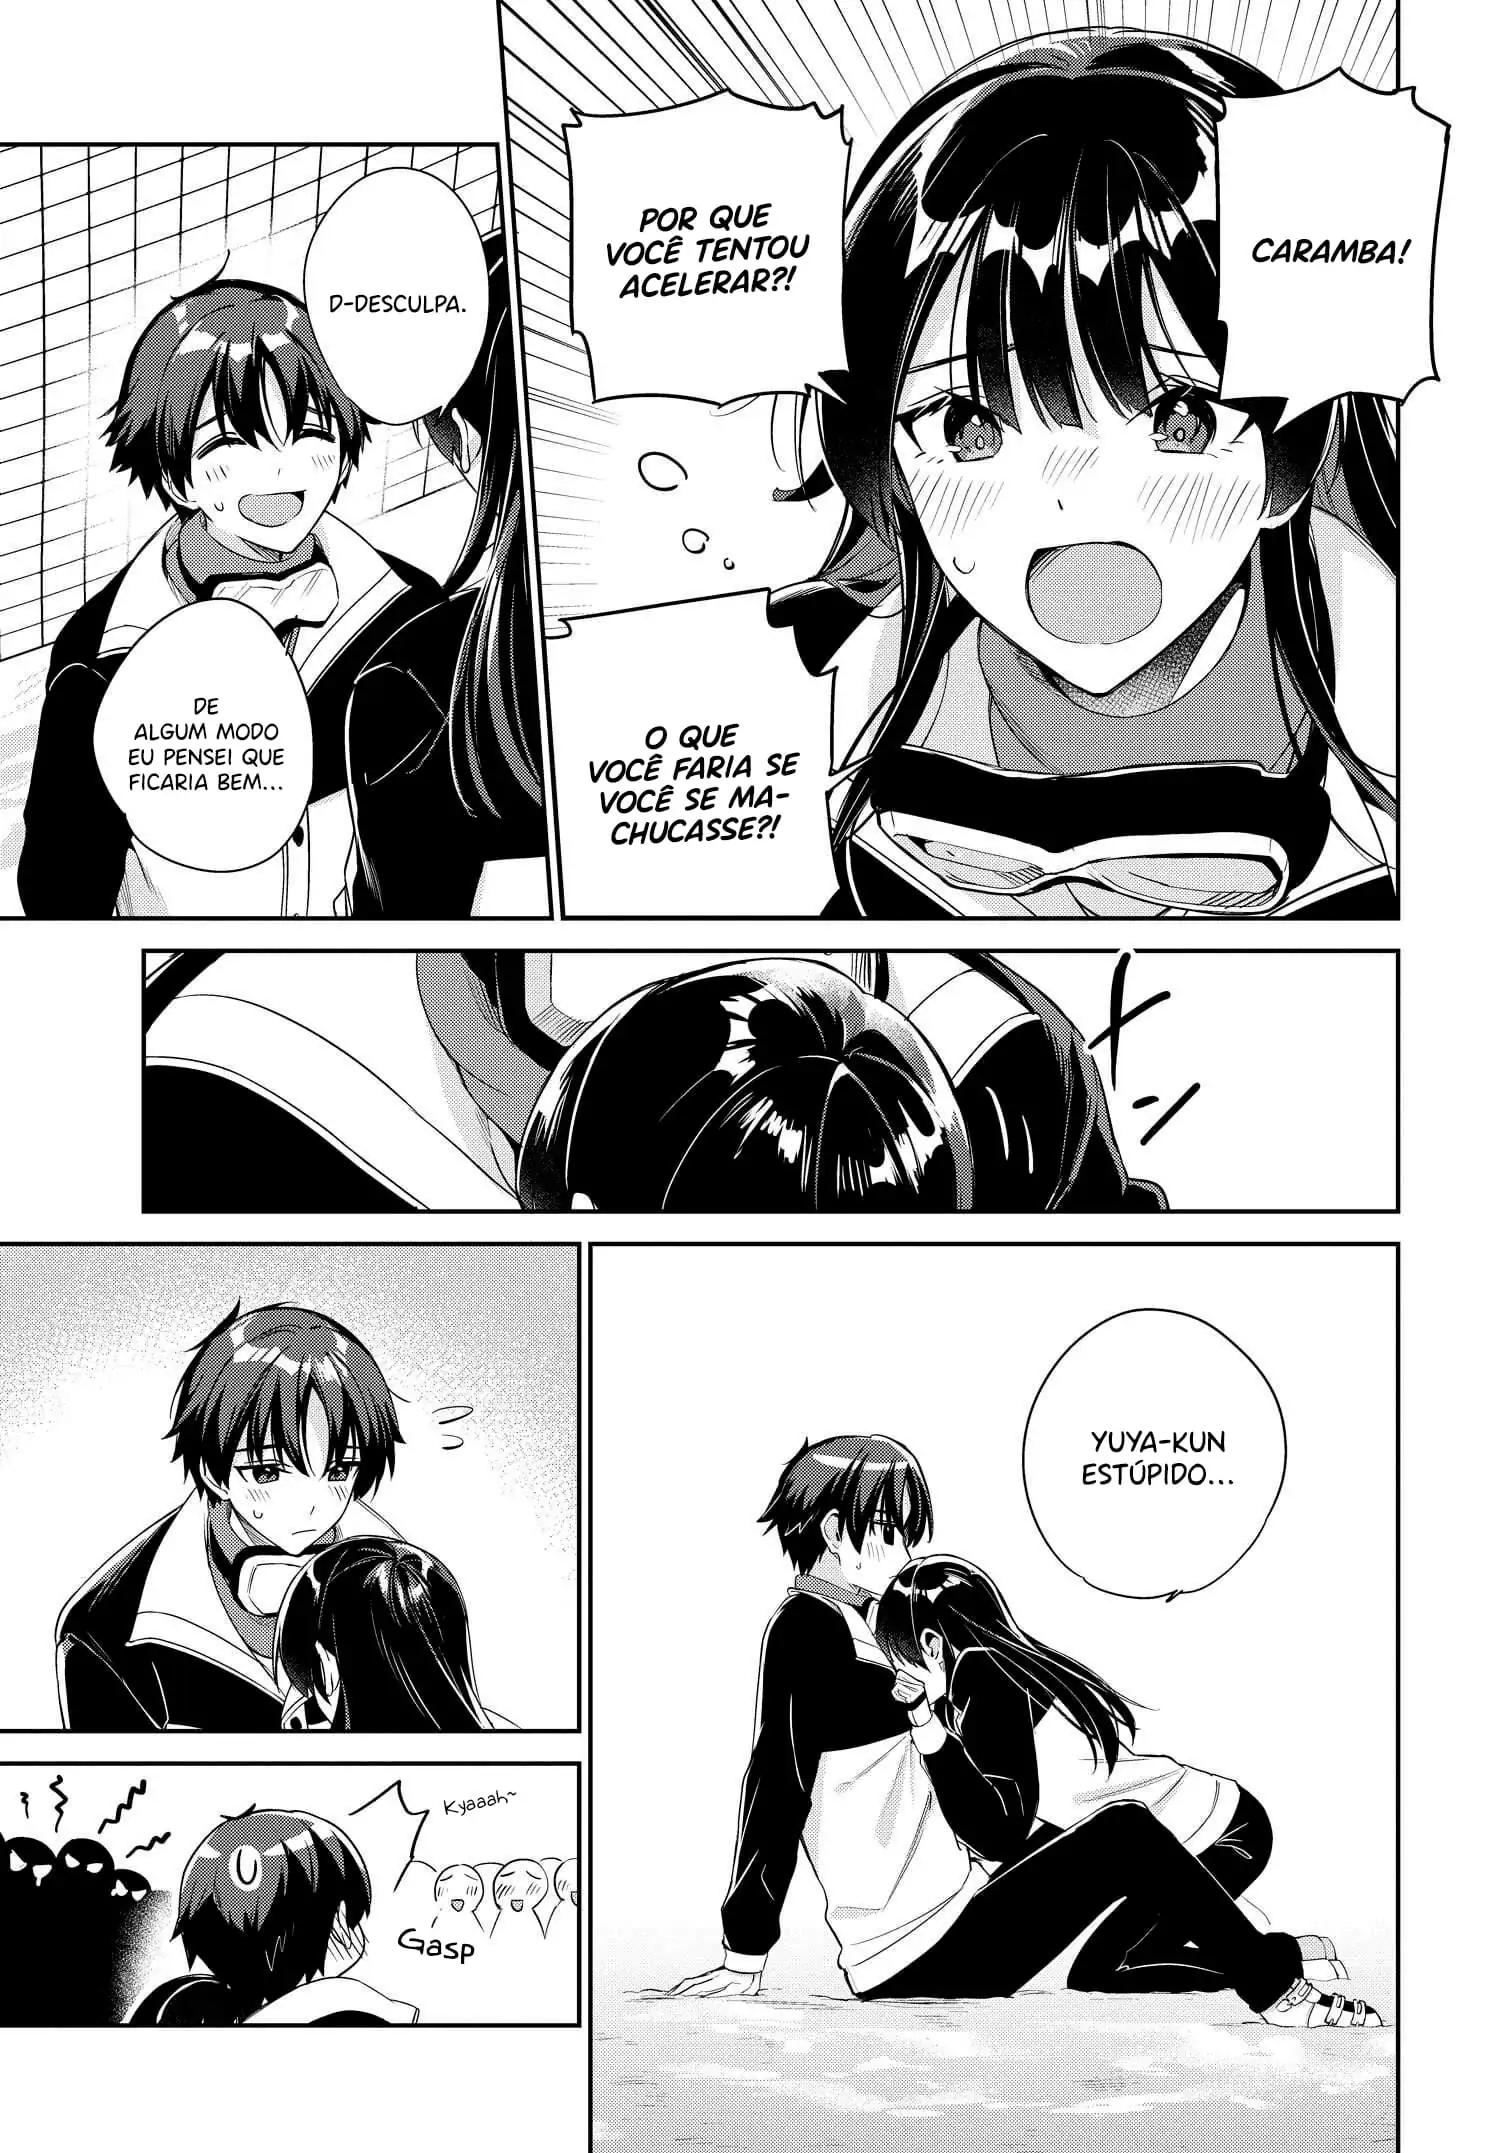 CARAMBA!
POR QUE
VOCÊ TENTOU
ACELERAR?!
O QUE
VOCÊ FARIA SE
VOCÊ SE MA-
CHUCASSE?!
D-DESCULPA.
DE
ALGUM MODO
EU PENSEI QUE
FICARIA BEM...
YUYA-KUN
ESTÚPIDO...
Kyaaah~
Gasp